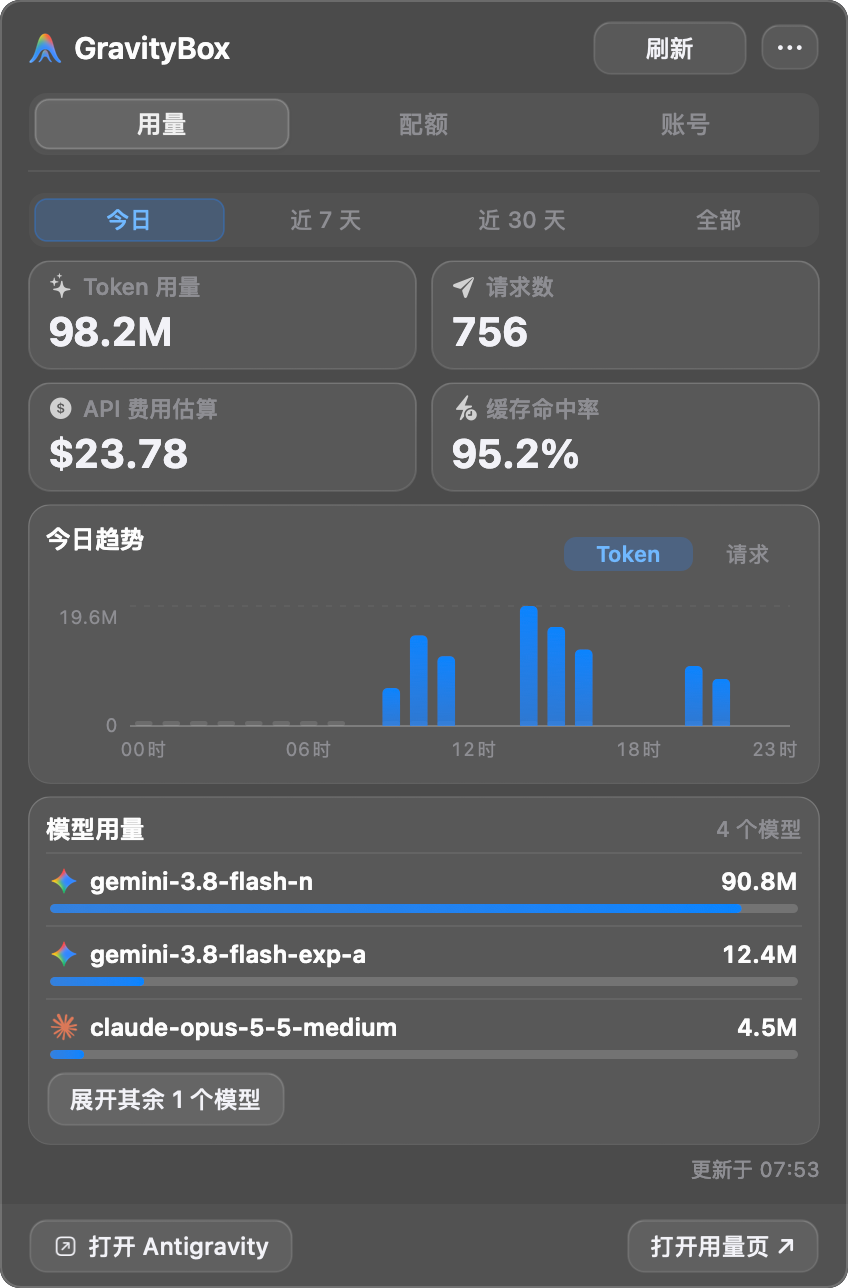 GravityBox
刷新
用量
配额
账号
今日
近 7 天
近 30 天
全部
Token 用量
98.2M
请求数
756
API 费用估算
$23.78
缓存命中率
95.2%
今日趋势
Token
请求
19.6M
0
00时
06时
12时
18时
23时
模型用量
4 个模型
gemini-3.8-flash-n
90.8M
gemini-3.8-flash-exp-a
12.4M
claude-opus-5-5-medium
4.5M
展开其余 1 个模型
更新于 07:53
打开 Antigravity
打开用量页